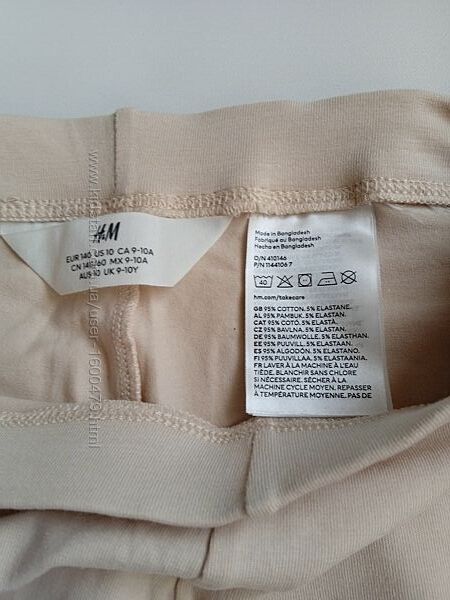 H&M
EUR 140 US 10 CA 9-10A
CN 140/60 MX 9-10A
AUS 10 UK 9-10Y
Made in Bangladesh
Fabriqué au Bangladesh
Hecho en Bangladesh
O/N 410146
P/N 1144106 7
40
hm.com/takecare
GB 95% COTTON. 5% ELASTANE.
AL 95% PAMBUK. 5% ELASTAN.
CAT 95% COTÓ. 5% ELASTÀ.
CZ 95% BAVLNA. 5% ELASTAN.
DE 95% BAUMWOLLE. 5% ELASTHAN.
EE 95% PUUVILL. 5% ELASTAAN.
ES 95% ALGODÓN. 5% ELASTANO.
FI 95% PUUVILLAA. 5% ELASTAANIA.
FR LAVER À LA MACHINE À L'EAU
TIÈDE. BLANCHIR SANS CHLORE
SI NÉCESSAIRE. SÉCHER À LA
MACHINE CYCLE MOYEN. REPASSER
À TEMPÉRATURE MOYENNE. PAS DE